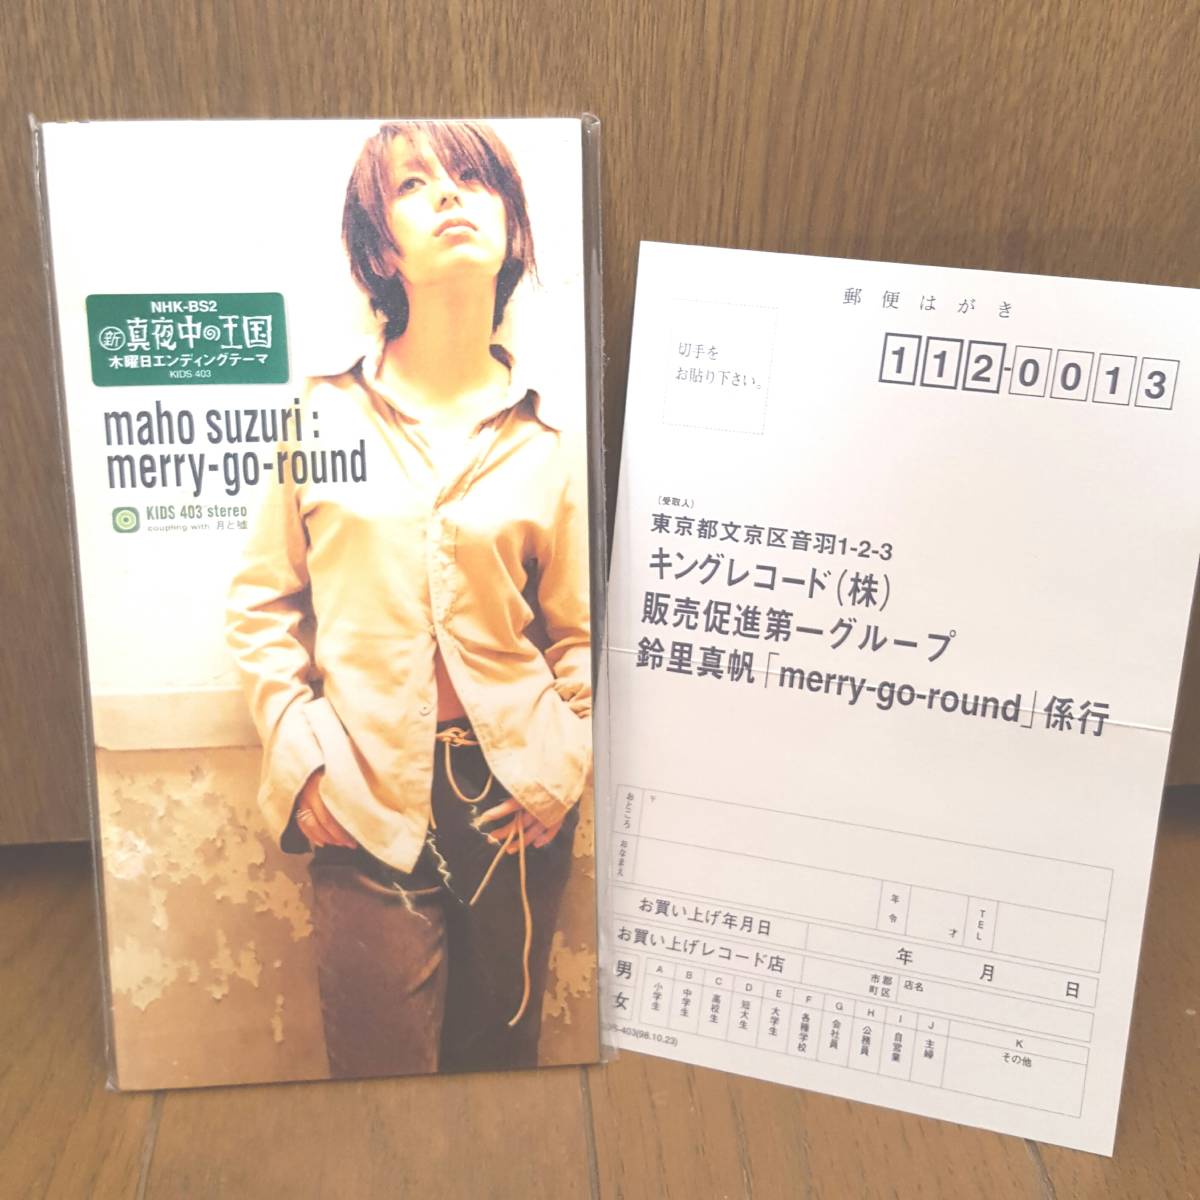 NHK-BS2
新真夜中の王国
木曜日エンディングテーマ
KIDS 403
maho suzuri :
merry-go-round
KIDS 403 stereo
coupling with 月と嘘
郵便はがき
切手を
お貼り下さい。
112-0013
(受取人)
東京都文京区音羽1-2-3
キングレコード(株)
販売促進第一グループ
鈴里真帆「merry-go-round」係行
おところ
〒
おなまえ
年令
才
TEL
お買い上げ年月日
年 月 日
お買い上げレコード店
市郡町区
店名
男
女
A 小学生
B 中学生
C 高校生
D 短大生
E 大学生
F 各種学校
G 会社員
H 公務員
I 自営業
J 主婦
K その他
-403(98.10.23)